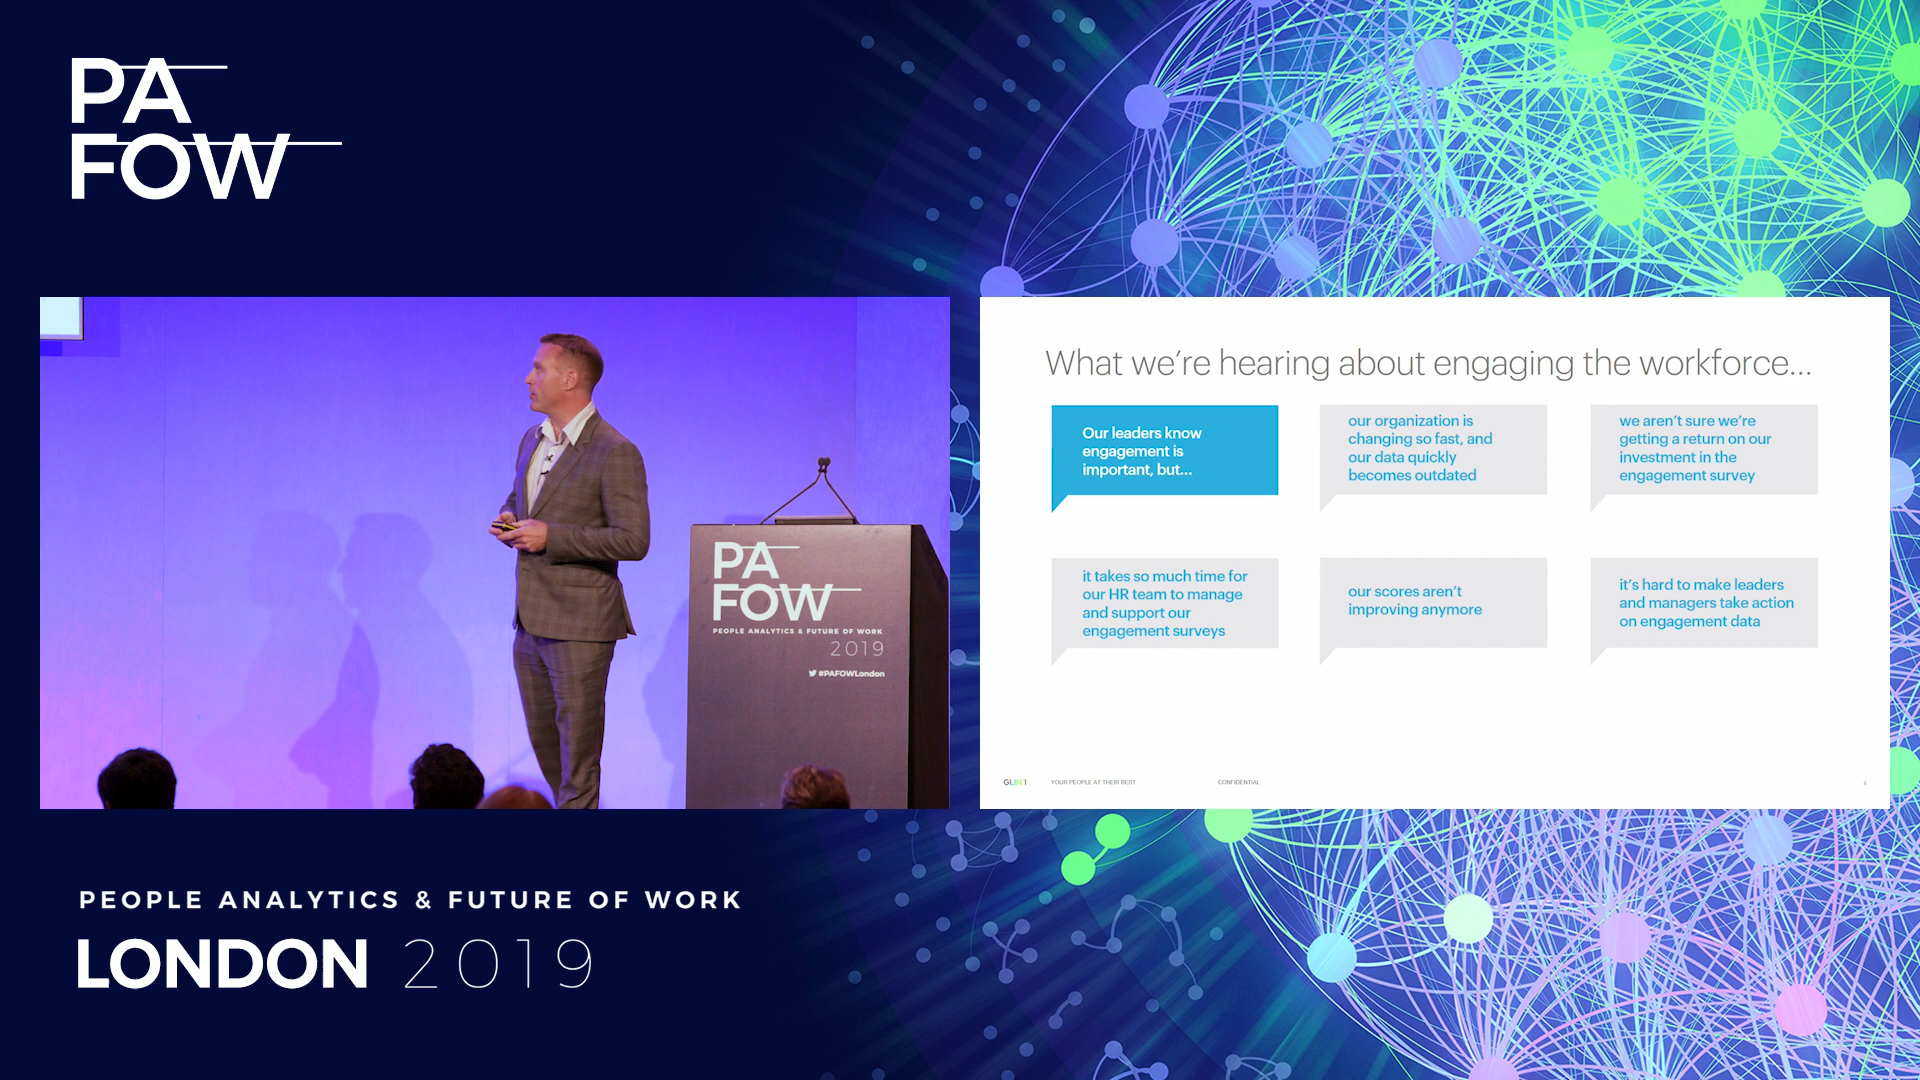 PA
FOW
What we're hearing about engaging the workforce...
Our leaders know
engagement is
important, but...
our organization is
changing so fast, and
our data quickly
becomes outdated
we aren't sure we're
getting a return on our
investment in the
engagement survey
it takes so much time for
our HR team to manage
and support our
engagement surveys
our scores aren't
improving anymore
it's hard to make leaders
and managers take action
on engagement data
GLINT
YOUR PEOPLE AT THEIR BEST
CONFIDENTIAL
PA
FOW
PEOPLE ANALYTICS & FUTURE OF WORK
2019
#PAFOWLondon
PEOPLE ANALYTICS & FUTURE OF WORK
LONDON 2019